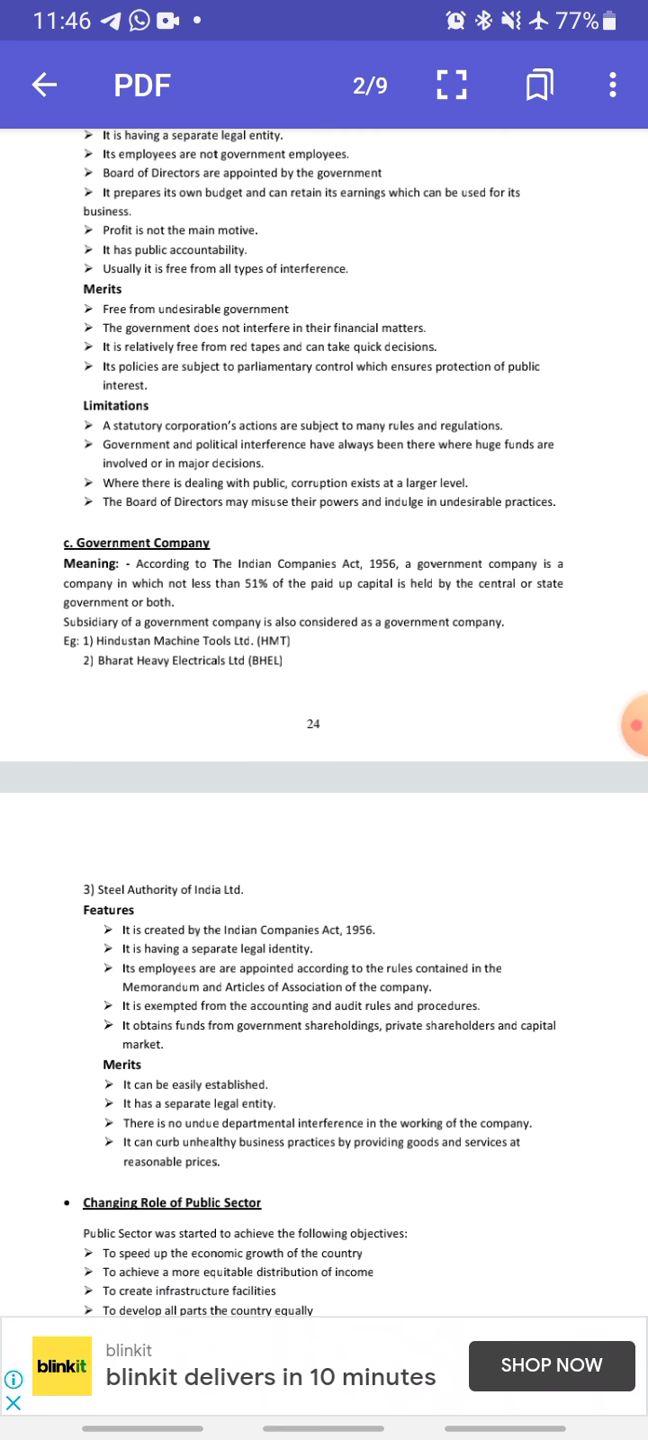 11:46
77%
PDF
2/9
➢ It is having a separate legal entity.
➢ Its employees are not government employees.
➢ Board of Directors are appointed by the government
➢ It prepares its own budget and can retain its earnings which can be used for its
business.
➢ Profit is not the main motive.
➢ It has public accountability.
➢ Usually it is free from all types of interference.
Merits
➢ Free from undesirable government
➢ The government does not interfere in their financial matters.
➢ It is relatively free from red tapes and can take quick decisions.
➢ Its policies are subject to parliamentary control which ensures protection of public
interest.
Limitations
➢ A statutory corporation's actions are subject to many rules and regulations.
➢ Government and political interference have always been there where huge funds are
involved or in major decisions.
➢ Where there is dealing with public, corruption exists at a larger level.
➢ The Board of Directors may misuse their powers and indulge in undesirable practices.
c. Government Company
Meaning: - According to The Indian Companies Act, 1956, a government company is a
company in which not less than 51% of the paid up capital is held by the central or state
government or both.
Subsidiary of a government company is also considered as a government company.
Eg: 1) Hindustan Machine Tools Ltd. (HMT)
2) Bharat Heavy Electricals Ltd (BHEL)
24
3) Steel Authority of India Ltd.
Features
➢ It is created by the Indian Companies Act, 1956.
➢ It is having a separate legal identity.
➢ Its employees are are appointed according to the rules contained in the
Memorandum and Articles of Association of the company.
➢ It is exempted from the accounting and audit rules and procedures.
➢ It obtains funds from government shareholdings, private shareholders and capital
market.
Merits
➢ It can be easily established.
➢ It has a separate legal entity.
➢ There is no undue departmental interference in the working of the company.
➢ It can curb unhealthy business practices by providing goods and services at
reasonable prices.
• Changing Role of Public Sector
Public Sector was started to achieve the following objectives:
➢ To speed up the economic growth of the country
➢ To achieve a more equitable distribution of income
➢ To create infrastructure facilities
➢ To develop all parts the country equally
blinkit
blinkit
blinkit delivers in 10 minutes
SHOP NOW